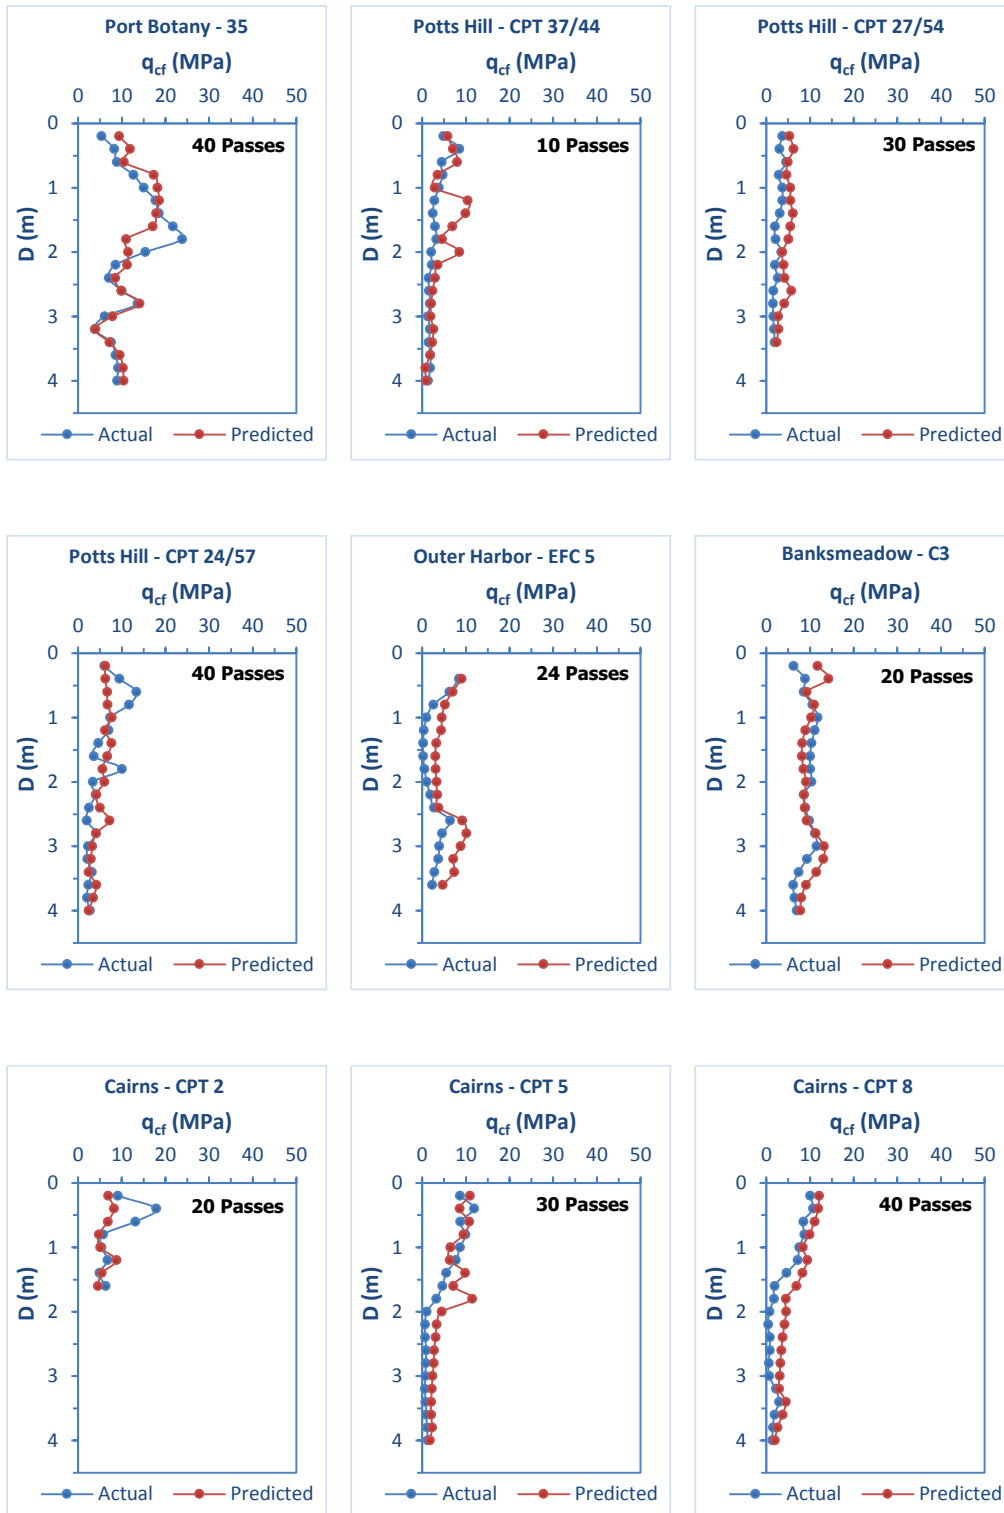 Port Botany - 35
q_cf (MPa)
0 10 20 30 40 50
0
1
2
3
4
D (m)
40 Passes
Actual Predicted
Potts Hill - CPT 37/44
q_cf (MPa)
0 10 20 30 40 50
0
1
2
3
4
D (m)
10 Passes
Actual Predicted
Potts Hill - CPT 27/54
q_cf (MPa)
0 10 20 30 40 50
0
1
2
3
4
D (m)
30 Passes
Actual Predicted
Potts Hill - CPT 24/57
q_cf (MPa)
0 10 20 30 40 50
0
1
2
3
4
D (m)
40 Passes
Actual Predicted
Outer Harbor - EFC 5
q_cf (MPa)
0 10 20 30 40 50
0
1
2
3
4
D (m)
24 Passes
Actual Predicted
Banksmeadow - C3
q_cf (MPa)
0 10 20 30 40 50
0
1
2
3
4
D (m)
20 Passes
Actual Predicted
Cairns - CPT 2
q_cf (MPa)
0 10 20 30 40 50
0
1
2
3
4
D (m)
20 Passes
Actual Predicted
Cairns - CPT 5
q_cf (MPa)
0 10 20 30 40 50
0
1
2
3
4
D (m)
30 Passes
Actual Predicted
Cairns - CPT 8
q_cf (MPa)
0 10 20 30 40 50
0
1
2
3
4
D (m)
40 Passes
Actual Predicted